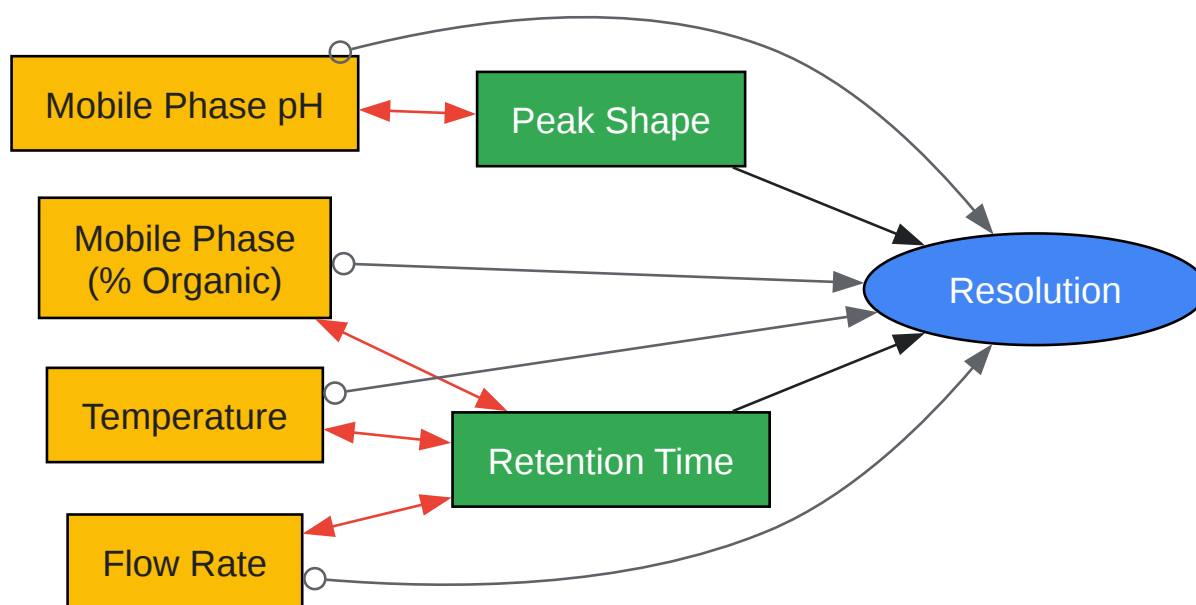 Mobile Phase pH
Peak Shape
Mobile Phase
(% Organic)
Resolution
Temperature
Retention Time
Flow Rate